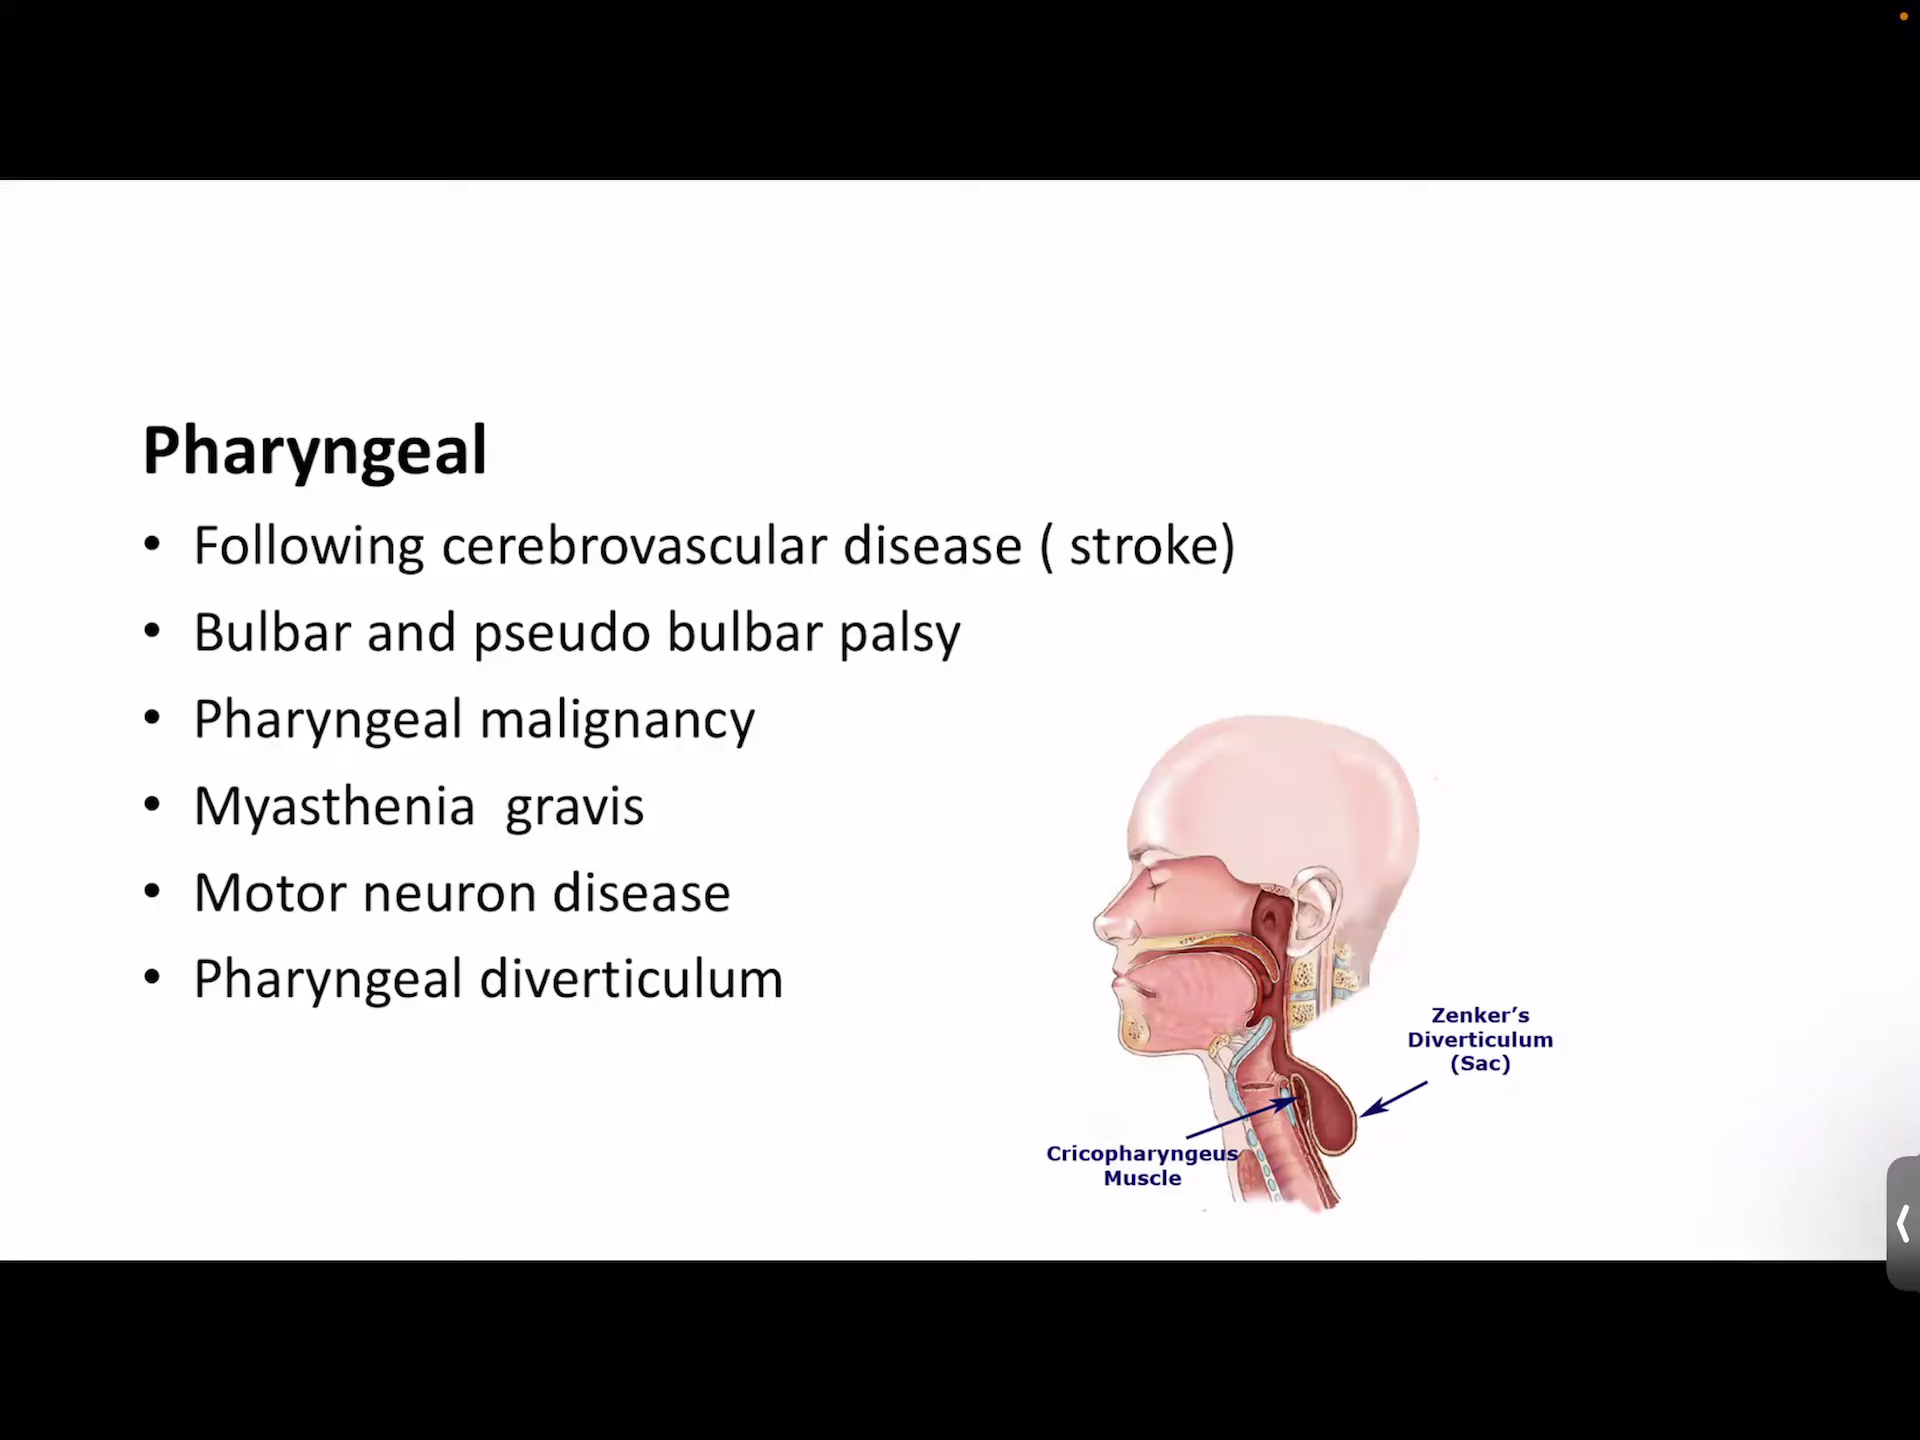 Pharyngeal
• Following cerebrovascular disease ( stroke)
• Bulbar and pseudo bulbar palsy
• Pharyngeal malignancy
• Myasthenia  gravis
• Motor neuron disease
• Pharyngeal diverticulum
Zenker’s
Diverticulum
(Sac)
Cricopharyngeus
Muscle